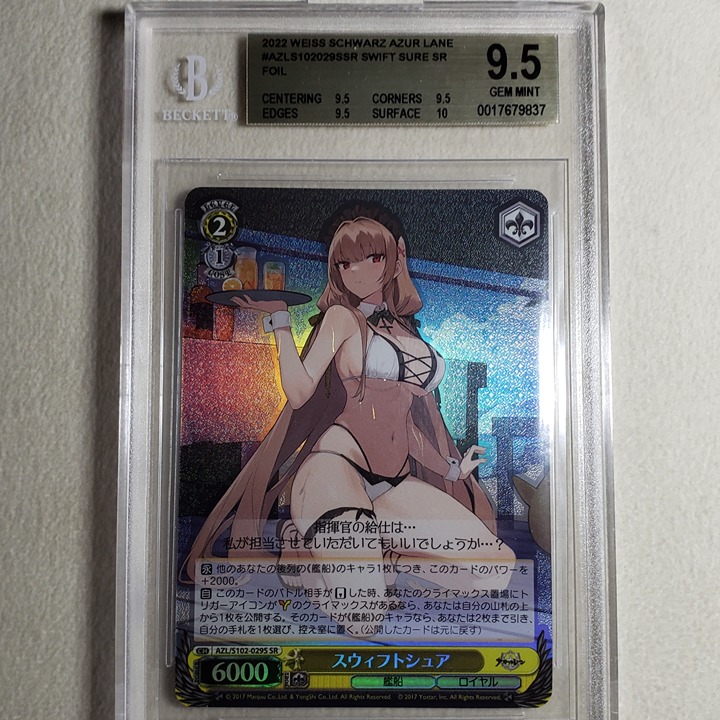 2022 WEISS SCHWARZ AZUR LANE
#AZLS102029SSR SWIFT SURE SR
FOIL
CENTERING 9.5 CORNERS 9.5
EDGES 9.5 SURFACE 10
9.5
GEM MINT
0017679837
B
BECKETT
LEVEL
2
1
COST
指揮官の給仕は…
私が担当させていただいてもいいでしょうか…?
永 他のあなたの後列の《艦船》のキャラ1枚につき、このカードのパワーを
+2000。
自 このカードのバトル相手が した時、あなたのクライマックス置場にト
リガーアイコンが のクライマックスがあるなら、あなたは自分の山札の上
から1枚を公開する。そのカードが《艦船》のキャラなら、あなたは2枚まで引き、
自分の手札を1枚選び、控え室に置く。(公開したカードは元に戻す)
CH AZL/S102-029S SR
6000
スウィフトシュア
アズールレーン
艦船 ロイヤル
© 2017 Manjuu Co.,Ltd. & YongShi Co.,Ltd. All Rights Reserved. © 2017 Yostar, Inc. All Rights Reserved.